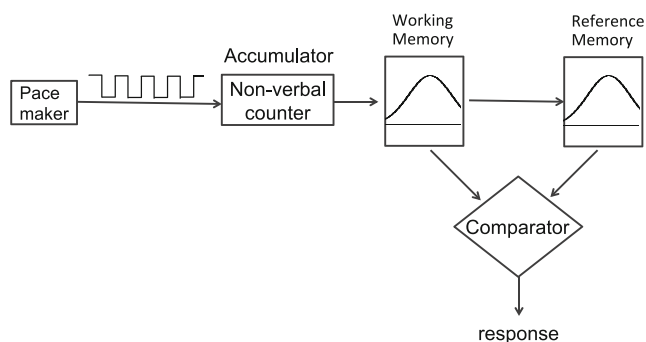 Working
Memory
Reference
Memory
Accumulator
Pace
maker
Non-verbal
counter
Comparator
response